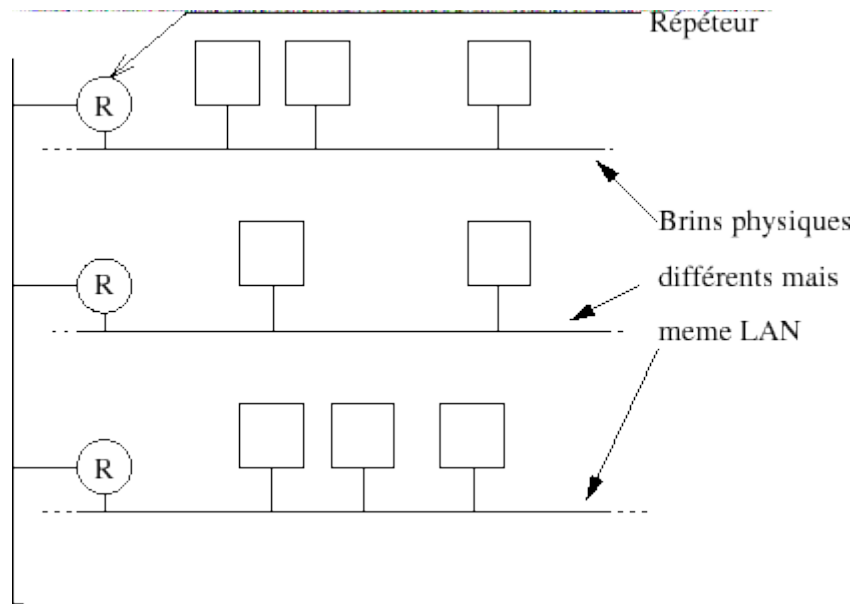 Répéteur
R
Brins physiques
différents mais
R
meme LAN
R